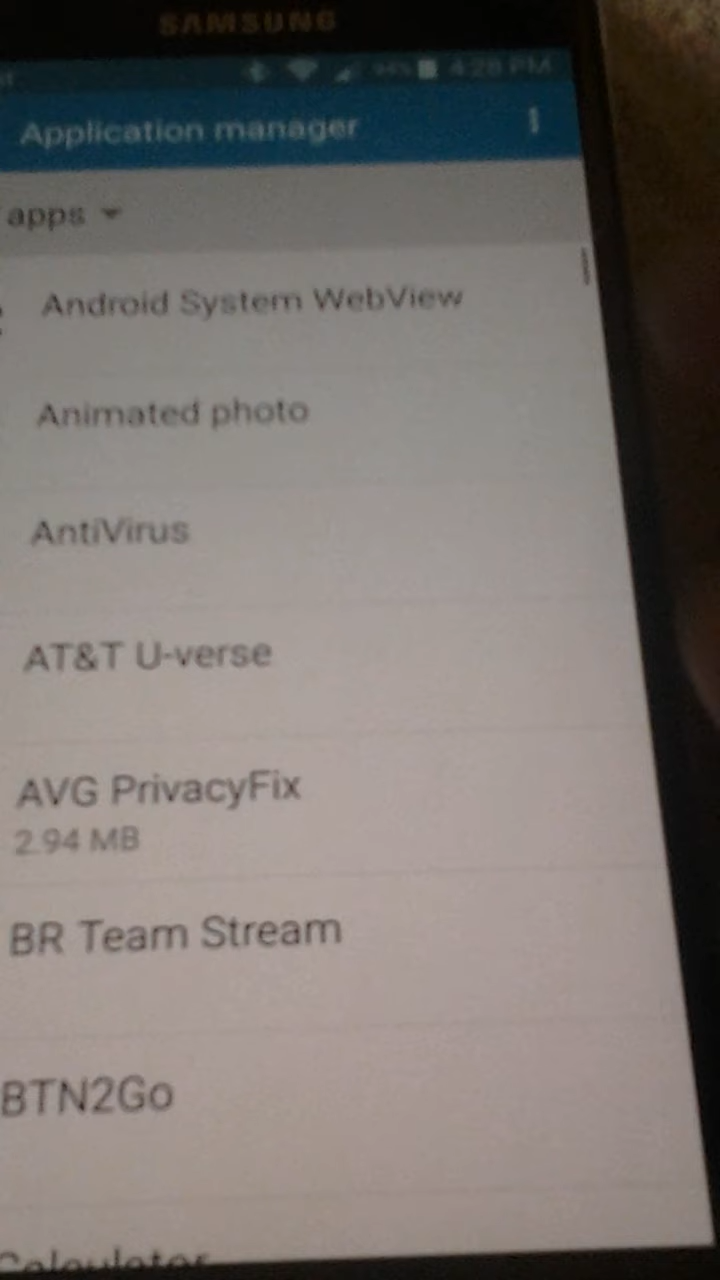 SAMSUNG
4:28 PM
Application manager
apps
Android System WebView
Animated photo
AntiVirus
AT&T U-verse
AVG PrivacyFix
2.94 MB
BR Team Stream
BTN2Go
Calculator